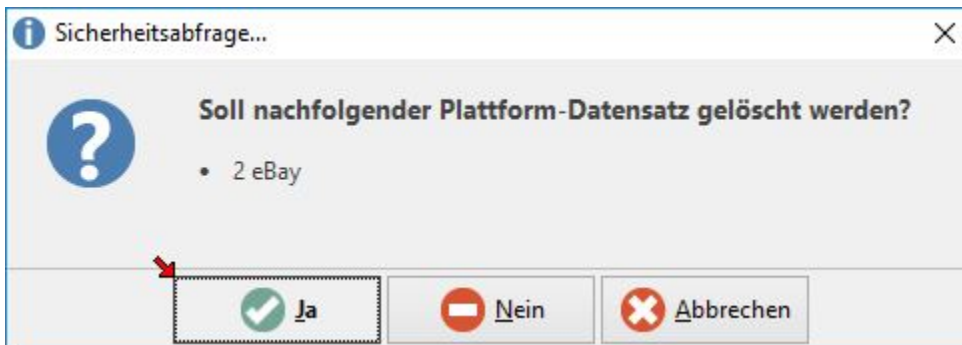 Sicherheitsabfrage...
Soll nachfolgender Plattform-Datensatz gelöscht werden?
• 2 eBay
Ja
Nein
Abbrechen